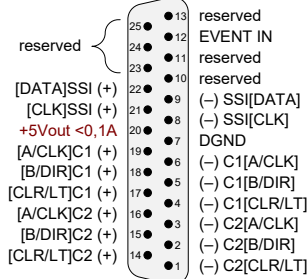 13 reserved
25
12 EVENT IN
reserved
24
11 reserved
23
10 reserved
[DATA]SSI (+) 22
9 (–) SSI[DATA]
[CLK]SSI (+) 21
8 (–) SSI[CLK]
+5Vout <0,1A 20
7 DGND
[A/CLK]C1 (+) 19
6 (–) C1[A/CLK]
[B/DIR]C1 (+) 18
5 (–) C1[B/DIR]
[CLR/LT]C1 (+) 17
4 (–) C1[CLR/LT]
[A/CLK]C2 (+) 16
3 (–) C2[A/CLK]
[B/DIR]C2 (+) 15
2 (–) C2[B/DIR]
[CLR/LT]C2 (+) 14
1 (–) C2[CLR/LT]